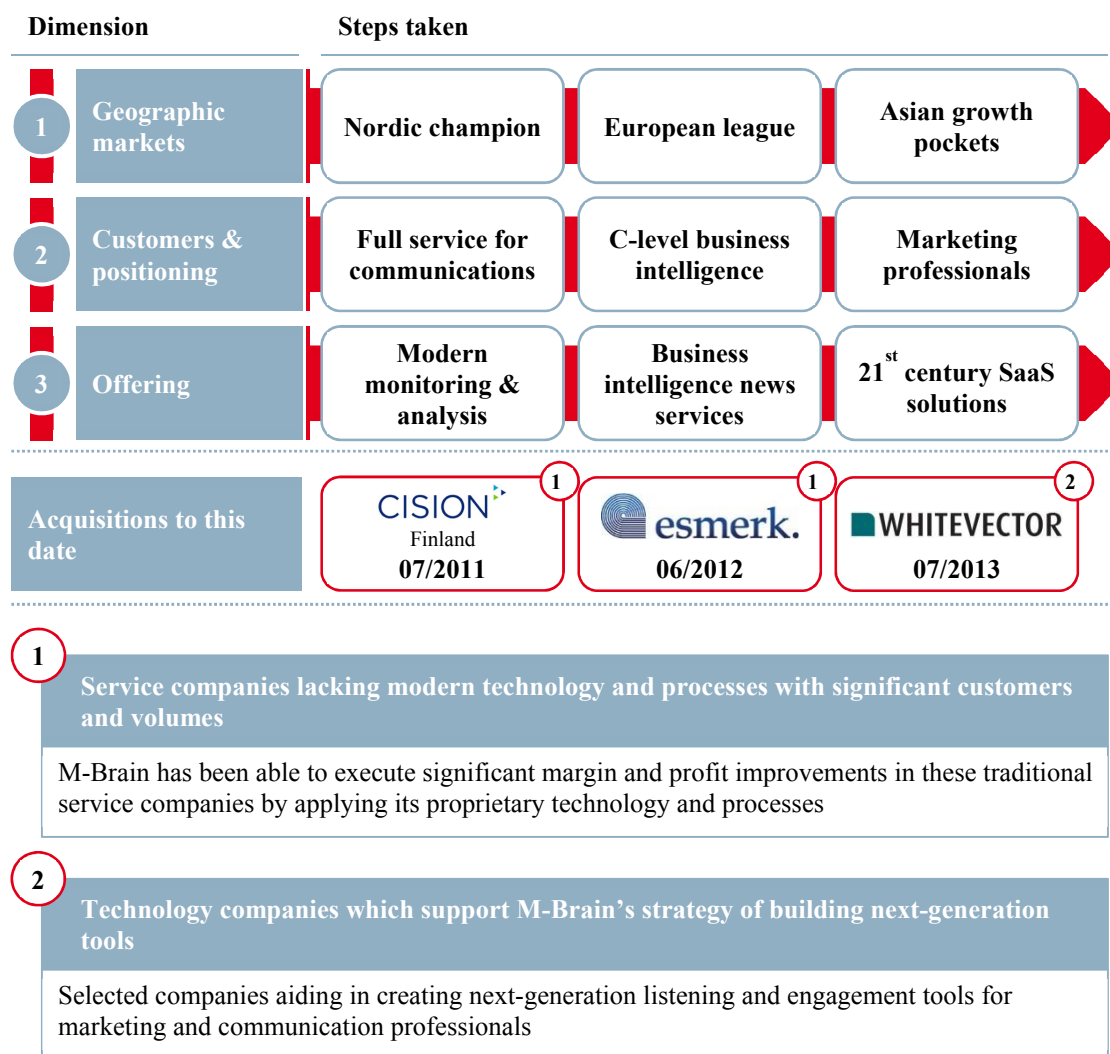 Dimension
Steps taken
1
Geographic
markets
Nordic champion
European league
Asian growth
pockets
2
Customers &
positioning
Full service for
communications
C-level business
intelligence
Marketing
professionals
3
Offering
Modern
monitoring &
analysis
Business
intelligence news
services
21st century SaaS
solutions
Acquisitions to this
date
1
CISION
Finland
07/2011
1
esmerk.
06/2012
2
WHITEVECTOR
07/2013
1
Service companies lacking modern technology and processes with significant customers
and volumes
M-Brain has been able to execute significant margin and profit improvements in these traditional
service companies by applying its proprietary technology and processes
2
Technology companies which support M-Brain’s strategy of building next-generation
tools
Selected companies aiding in creating next-generation listening and engagement tools for
marketing and communication professionals